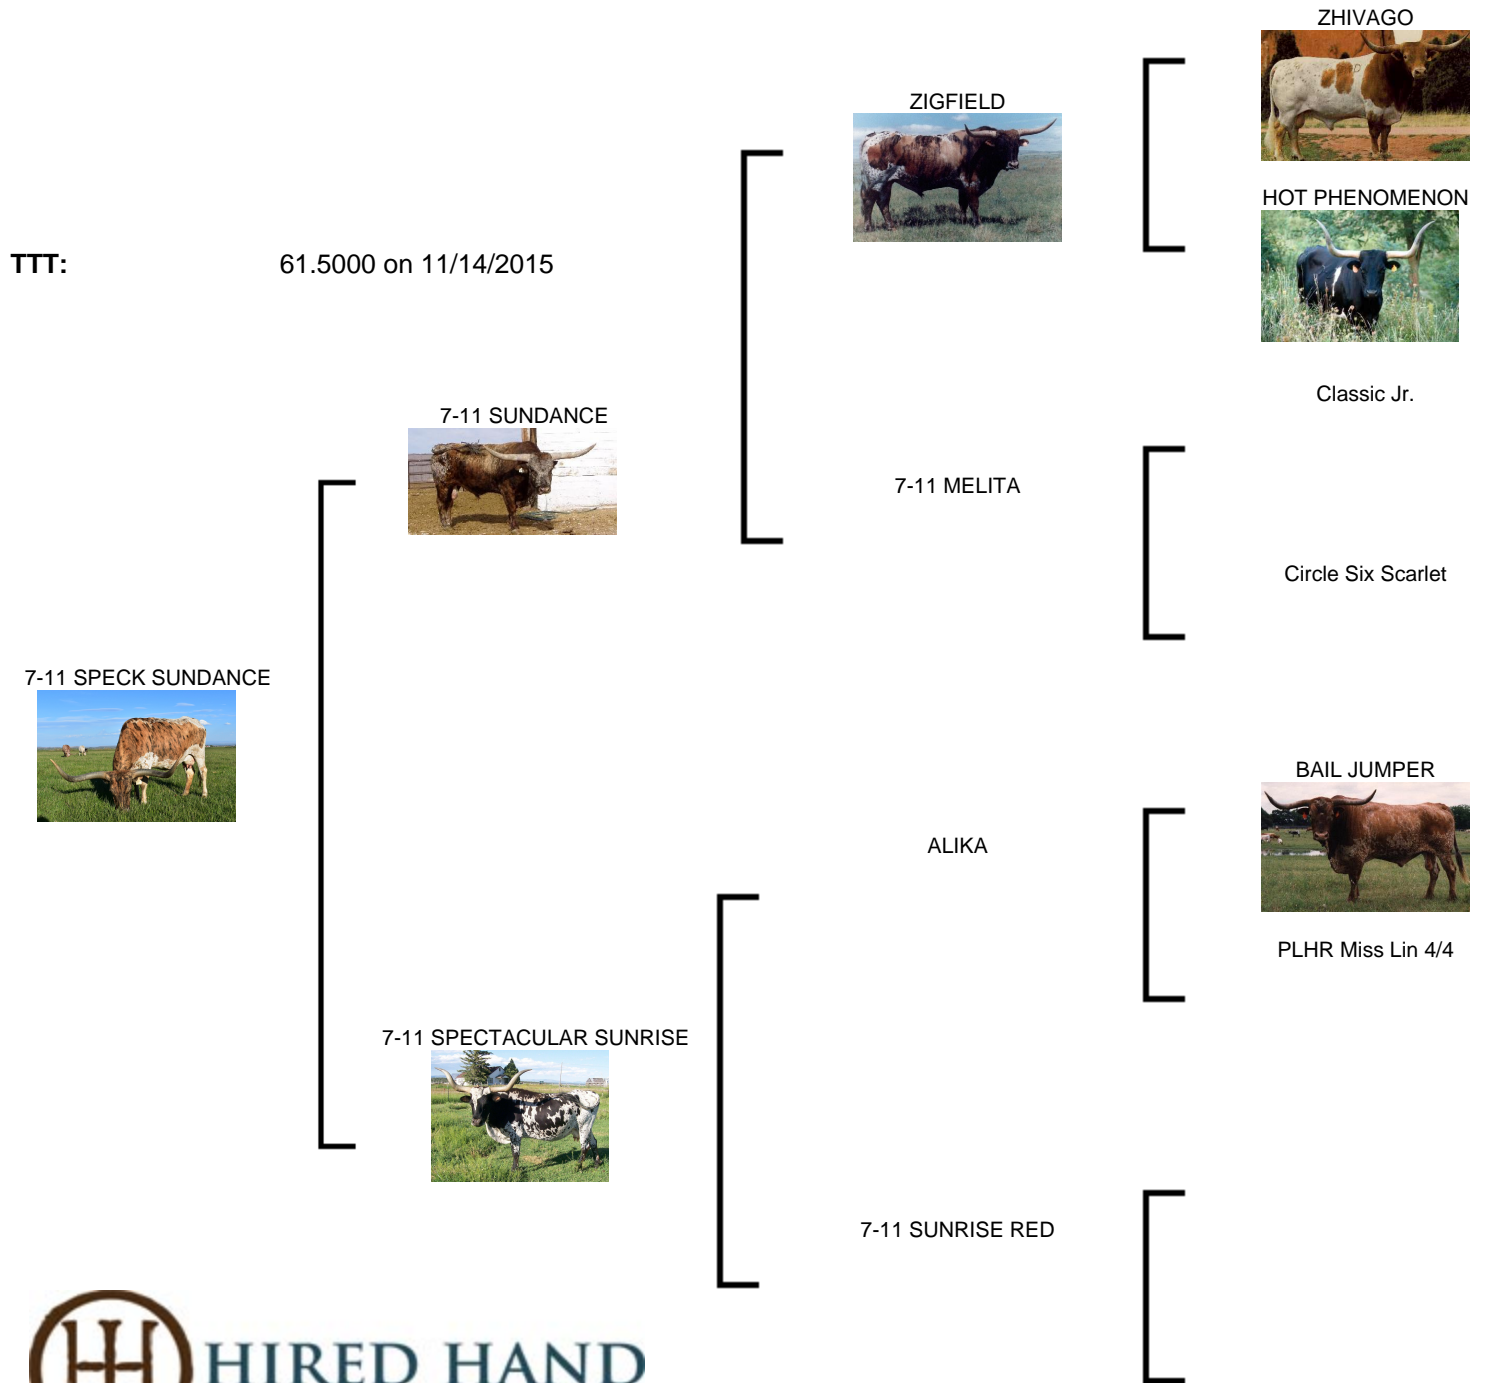 ZHIVAGO
ZIGFIELD
HOT PHENOMENON
TTT: 61.5000 on 11/14/2015
Classic Jr.
7-11 SUNDANCE
7-11 MELITA
Circle Six Scarlet
7-11 SPECK SUNDANCE
BAIL JUMPER
ALIKA
PLHR Miss Lin 4/4
7-11 SPECTACULAR SUNRISE
7-11 SUNRISE RED
HIRED HAND